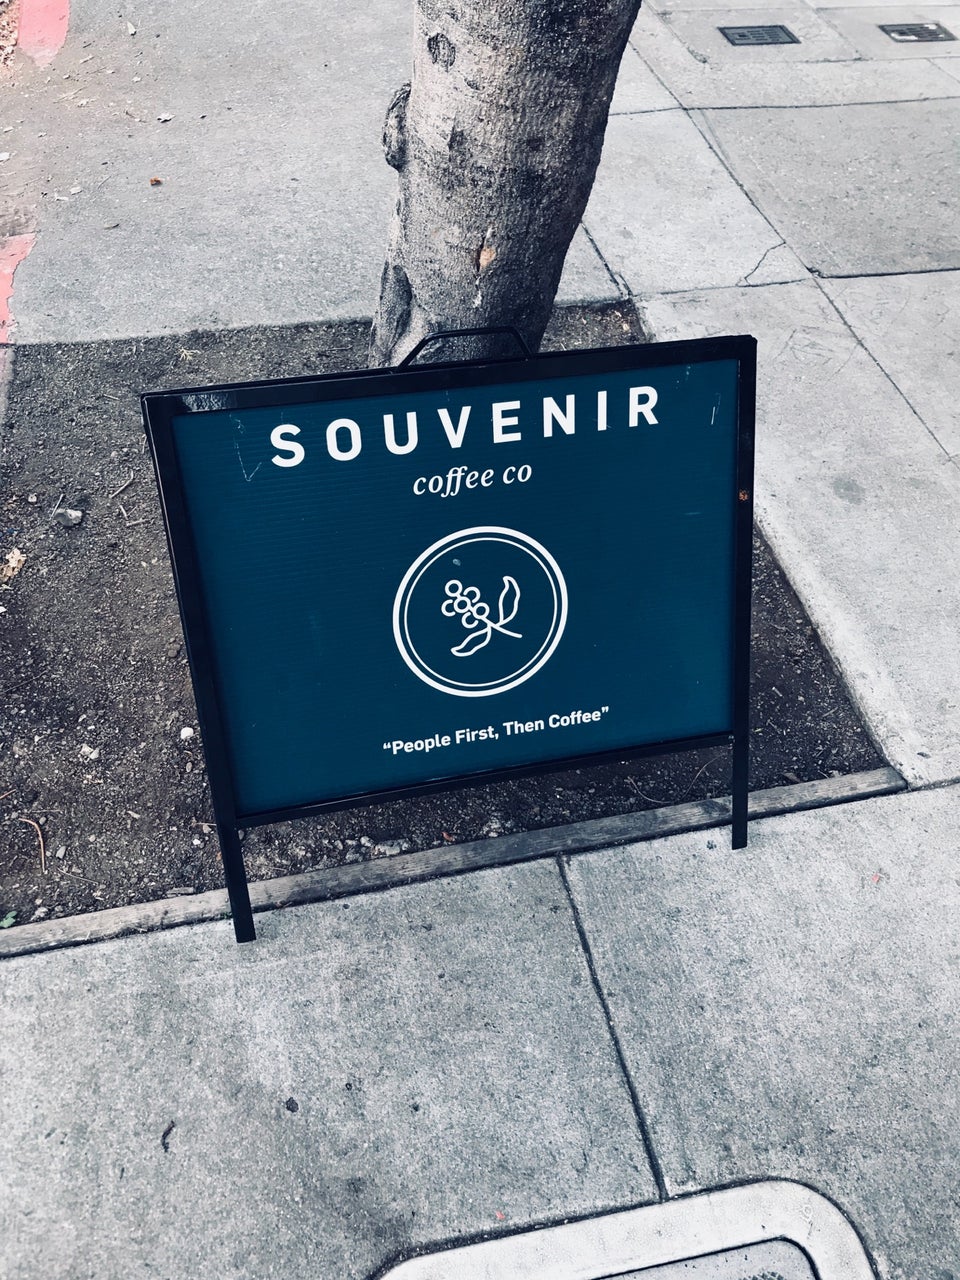 SOUVENIR
coffee co
“People First, Then Coffee”